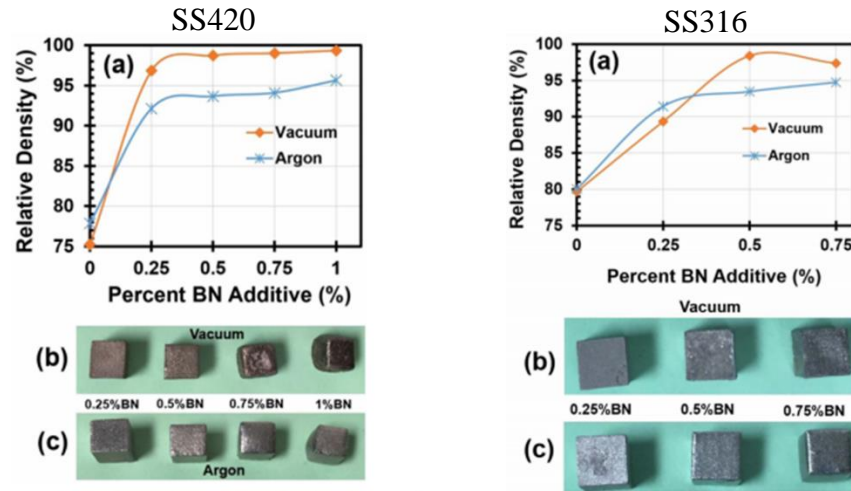 SS420
100
95
90
85
80
75
(a)
Vacuum
Argon
Relative Density (%)
0 0.25 0.5 0.75 1
Percent BN Additive (%)
(b)
Vacuum
0.25%BN 0.5%BN 0.75%BN 1%BN
(c)
Argon
SS316
100
95
90
85
80
75
(a)
Vacuum
Argon
Relative Density (%)
0 0.25 0.5 0.75
Percent BN Additive (%)
Vacuum
(b)
0.25%BN 0.5%BN 0.75%BN
(c)